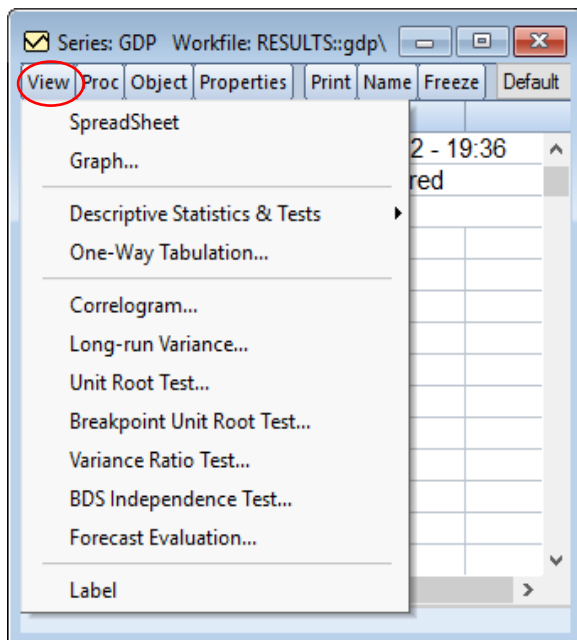 Series: GDP Workfile: RESULTS::gdp\
View Proc Object Properties Print Name Freeze Default
SpreadSheet
2 - 19:36
Graph...
red
Descriptive Statistics & Tests
One-Way Tabulation...
Correlogram...
Long-run Variance...
Unit Root Test...
Breakpoint Unit Root Test...
Variance Ratio Test...
BDS Independence Test...
Forecast Evaluation...
Label